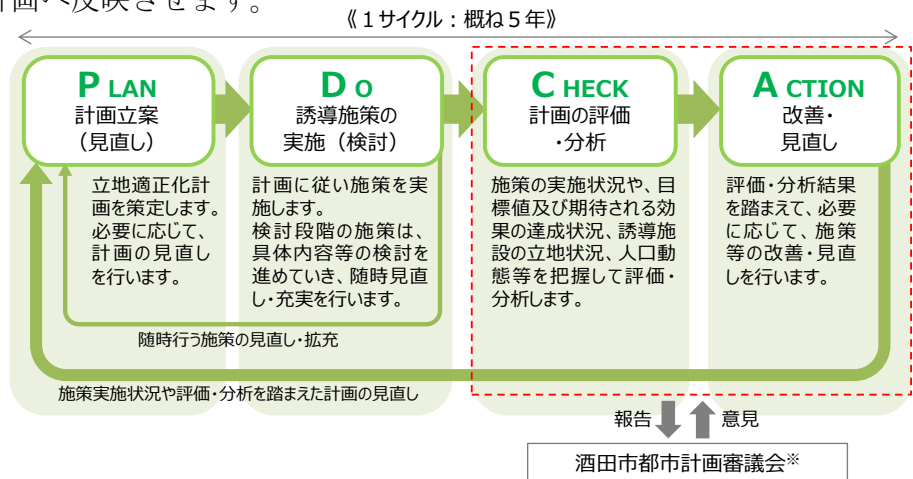 計画へ反映させます。
《１サイクル：概ね５年》
PLAN
計画立案
（見直し）
立地適正化計
画を策定します。
必要に応じて、
計画の見直し
を行います。
DO
誘導施策の
実施（検討）
計画に従い施策を実
施します。
検討段階の施策は、
具体内容等の検討を
進めていき、随時見直
し・充実を行います。
CHECK
計画の評価
・分析
施策の実施状況や、目
標値及び期待される効
果の達成状況、誘導施
設の立地状況、人口動
態等を把握して評価・
分析します。
ACTION
改善・
見直し
評価・分析結果
を踏まえて、必要
に応じて、施策
等の改善・見直
しを行います。
随時行う施策の見直し・拡充
施策実施状況や評価・分析を踏まえた計画の見直し
報告
意見
酒田市都市計画審議会※